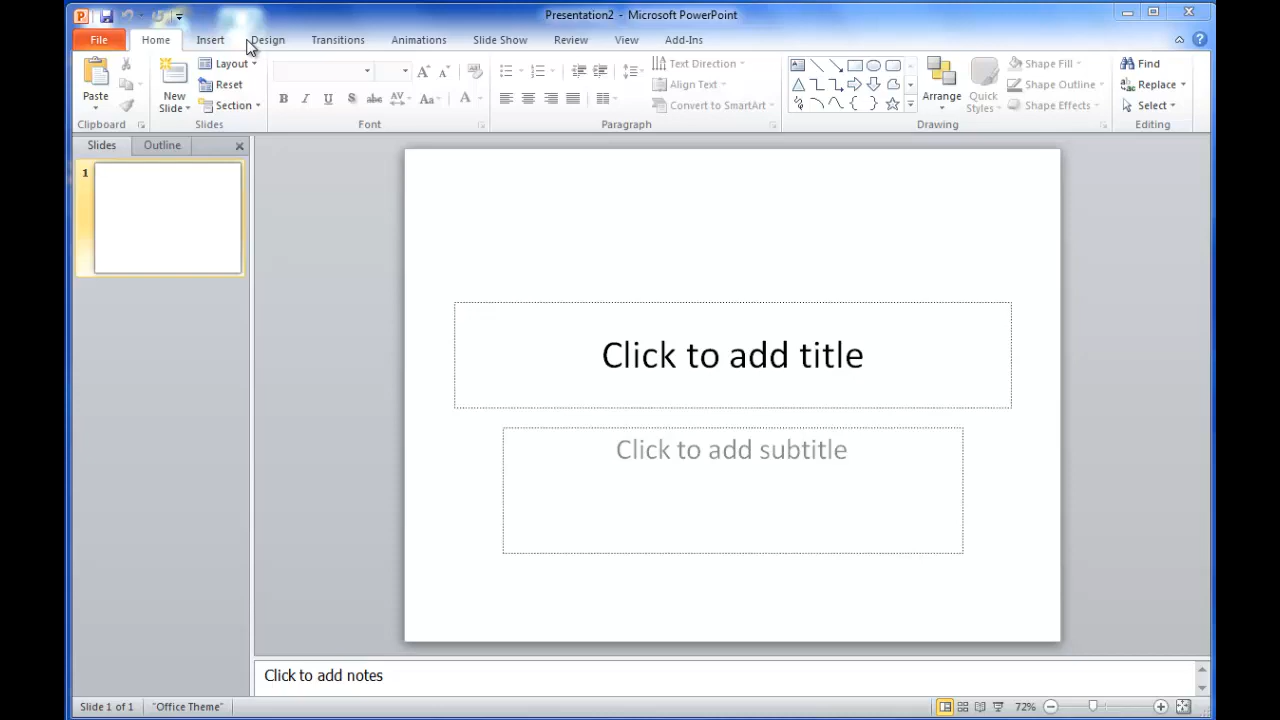 Presentation2 - Microsoft PowerPoint
File Home Insert Design Transitions Animations Slide Show Review View Add-Ins
Paste
Clipboard
New Slide
Layout
Reset
Section
Slides
B I U S abc AV Aa A
Font
Text Direction
Align Text
Convert to SmartArt
Paragraph
Arrange
Quick Styles
Shape Fill
Shape Outline
Shape Effects
Drawing
Find
Replace
Select
Editing
Slides Outline
1
Click to add title
Click to add subtitle
Click to add notes
Slide 1 of 1 "Office Theme" 72%